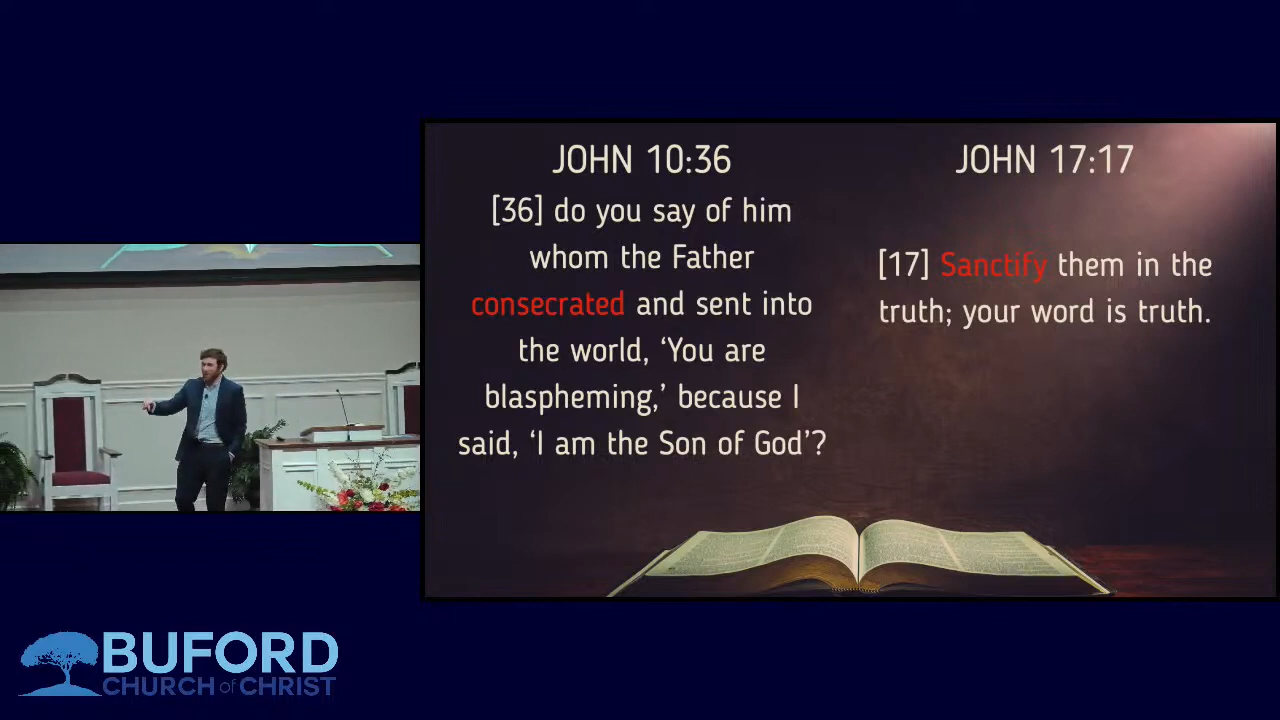 JOHN 10:36
[36] do you say of him
whom the Father
consecrated and sent into
the world, ‘You are
blaspheming,’ because I
said, ‘I am the Son of God’?
JOHN 17:17
[17] Sanctify them in the
truth; your word is truth.
BUFORD
CHURCH of CHRIST